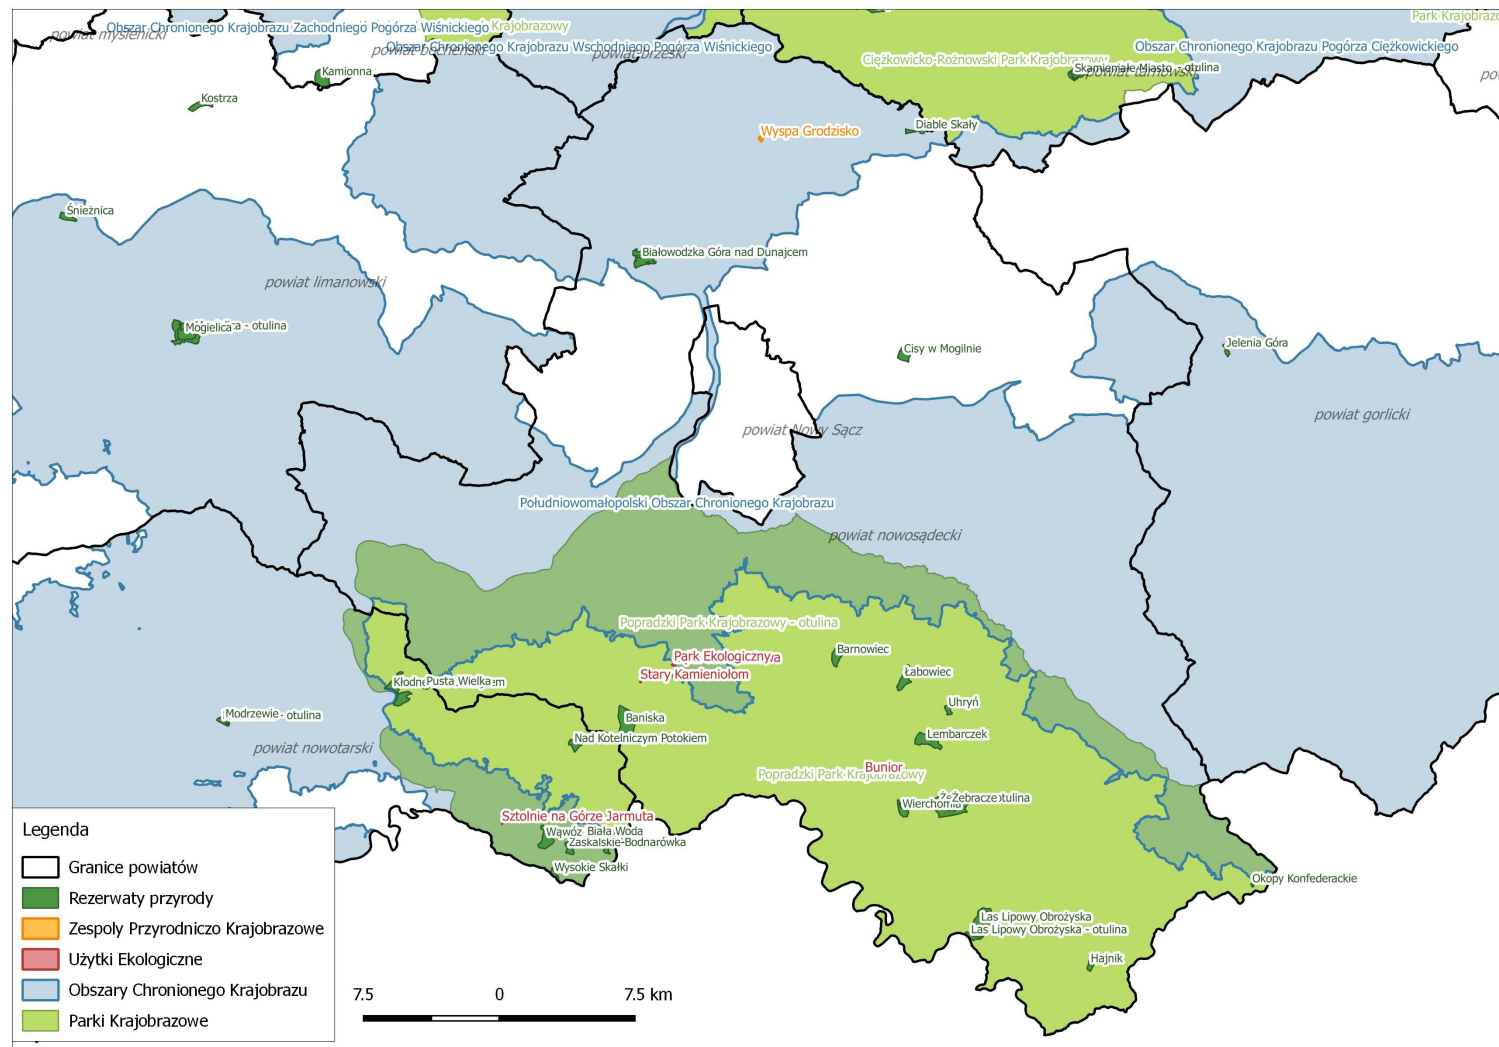 Park Krajobrazo
Obszar Chronionego Krajobrazu Zachodniego Pogórza Wiśnickiego
Krajobrazowy
powiat myślenicki
powiat bocheński
Obszar Chronionego Krajobrazu Wschodniego Pogórza Wiśnickiego
powiat brzeski
Obszar Chronionego Krajobrazu Pogórza Ciężkowickiego
Ciężkowicko-Rożnowski Park Krajobrazowy
Skamieniałe Miasto - otulina
powiat tarnowski
Kamionna
Kostrza
Wyspa Grodzisko
Diable Skały
Śnieżnica
Białowodzka Góra nad Dunajcem
powiat limanowski
Mogielica - otulina
Cisy w Mogilnie
Jelenia Góra
powiat gorlicki
powiat Nowy Sącz
Południowomałopolski Obszar Chronionego Krajobrazu
powiat nowosądecki
Popradzki Park Krajobrazowy - otulina
Park Ekologiczny
Stary Kamieniołom
Barnowiec
Łabowiec
Pusta Wielka
Uhryń
Modrzewie - otulina
Baniska
Nad Kotelniczym Potokiem
Lembarczek
powiat nowotarski
Bunior
Popradzki Park Krajobrazowy
Żebracze otulina
Wierchomla
Sztolnie na Górze Jarmuta
Wąwóz Biała Woda
Zaskalskie-Bodnarówka
Wysokie Skałki
Okopy Konfederackie
Las Lipowy Obrożyska
Las Lipowy Obrożyska - otulina
Hajnik
Legenda
Granice powiatów
Rezerwaty przyrody
Zespoly Przyrodniczo Krajobrazowe
Użytki Ekologiczne
Obszary Chronionego Krajobrazu
Parki Krajobrazowe
7.5 0 7.5 km